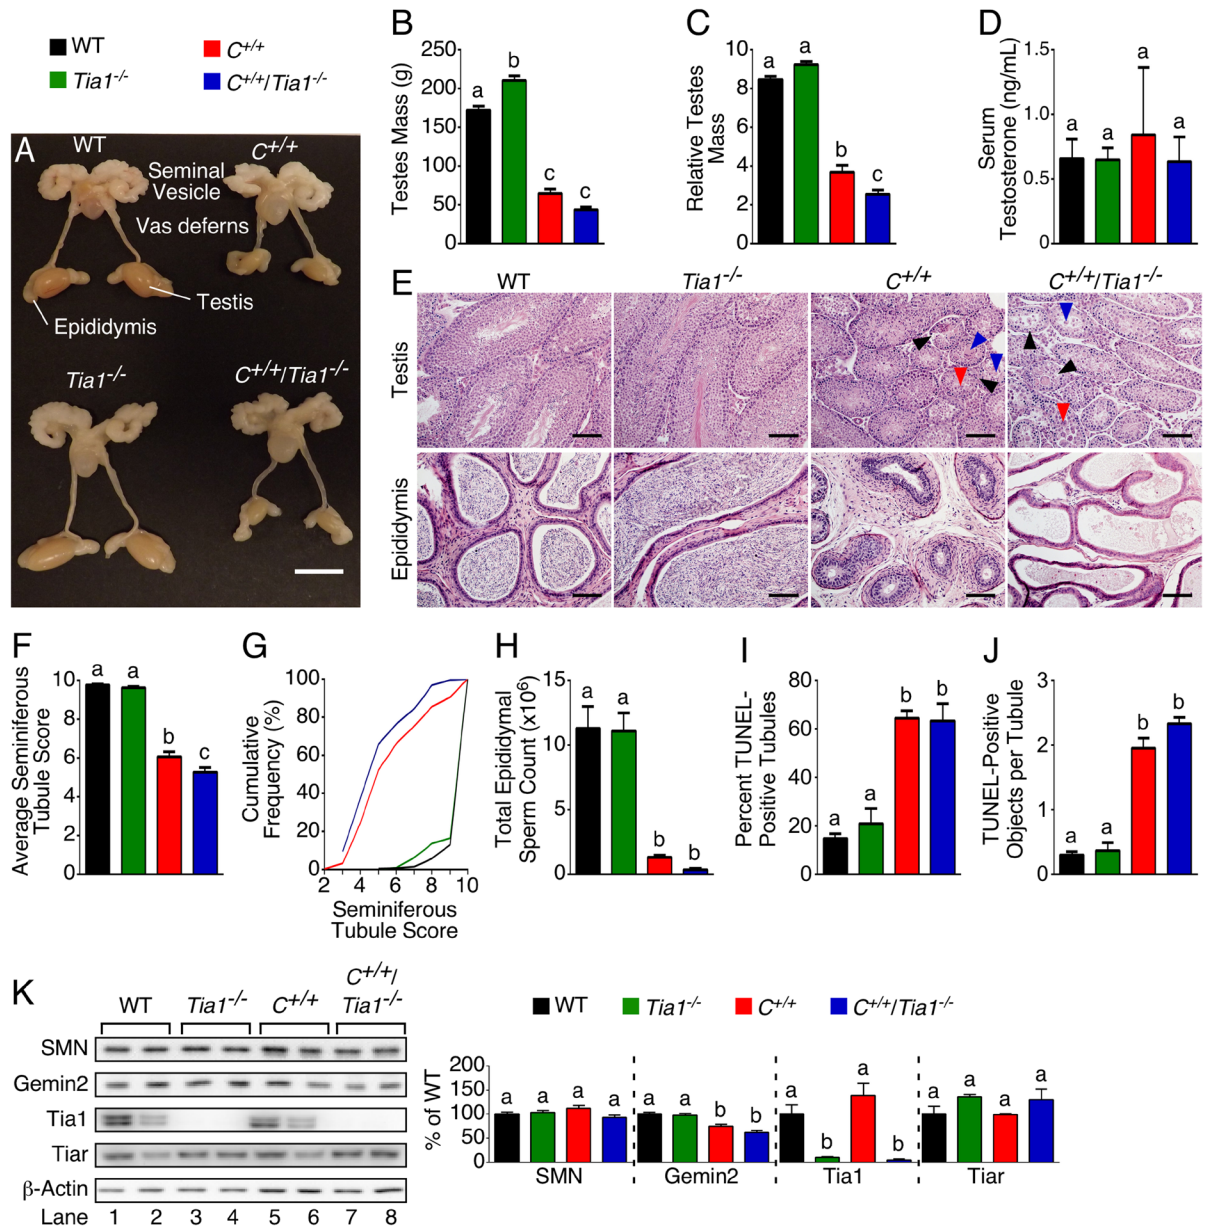 WT
C+/+
Tia1-/-
C+/+/Tia1-/-
A
WT
C+/+
Seminal
Vesicle
Vas deferns
Testis
Epididymis
Tia1-/-
C+/+/Tia1-/-
B
Testes Mass (g)
250
200
150
100
50
0
a
b
c
c
C
Relative Testes
Mass
10
8
6
4
2
0
a
a
b
c
D
Serum
Testosterone (ng/mL)
1.5
1.0
0.5
0
a
a
a
a
E
WT
Tia1-/-
C+/+
C+/+/Tia1-/-
Testis
Epididymis
F
Average Seminiferous
Tubule Score
10
8
6
4
2
0
a
a
b
c
G
Cumulative
Frequency (%)
100
80
60
40
20
0
2
4
6
8
10
Seminiferous
Tubule Score
H
Total Epididymal
Sperm Count (x10⁶)
15
10
5
0
a
a
b
b
I
Percent TUNEL-
Positive Tubules
80
60
40
20
0
a
a
b
b
J
TUNEL-Positive
Objects per Tubule
3
2
1
0
a
a
b
b
K
WT
Tia1-/-
C+/+
C+/+/
Tia1-/-
SMN
Gemin2
Tia1
Tiar
β-Actin
Lane 1 2 3 4 5 6 7 8
WT
Tia1-/-
C+/+
C+/+/Tia1-/-
% of WT
200
150
100
50
0
a a a a
a a b b
a b a b
a a a a
SMN
Gemin2
Tia1
Tiar